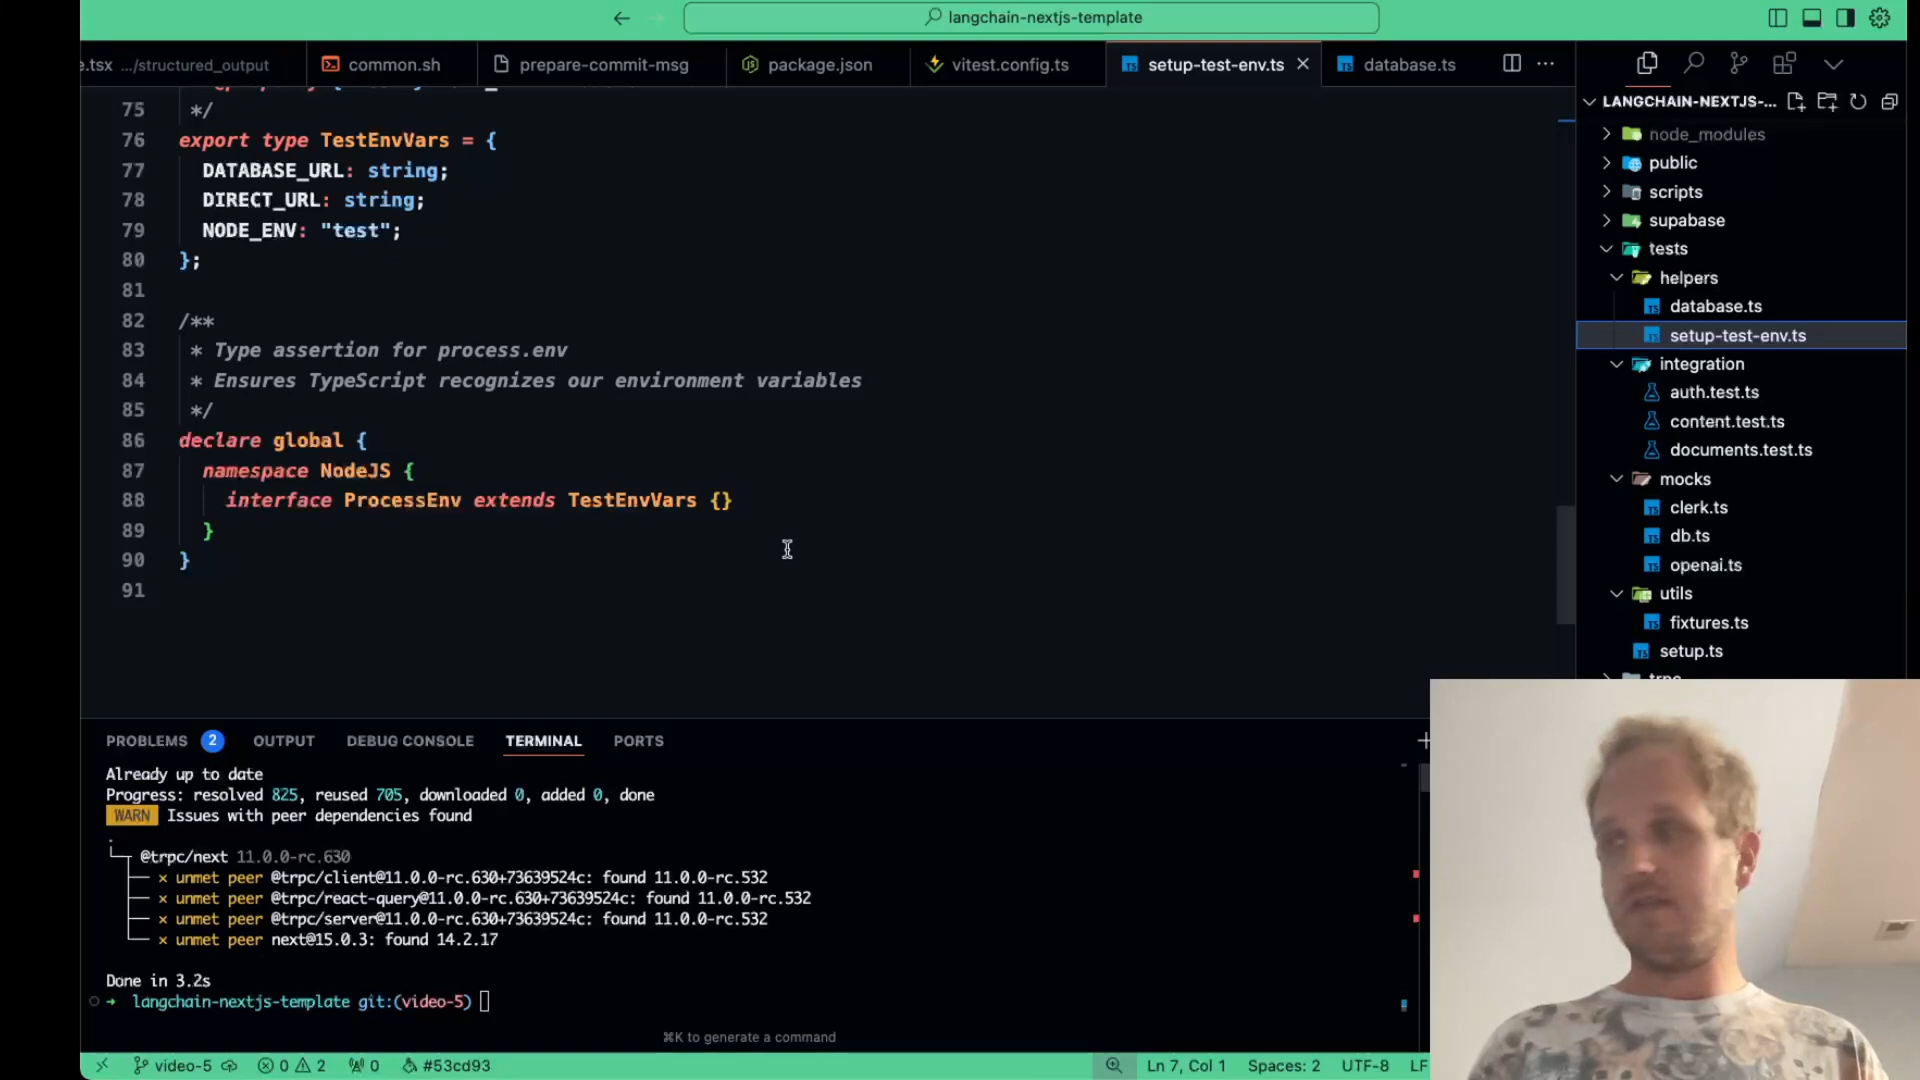 langchain-nextjs-template
e.tsx .../structured_output
common.sh
prepare-commit-msg
package.json
vitest.config.ts
setup-test-env.ts
database.ts
75 */
76 export type TestEnvVars = {
77 DATABASE_URL: string;
78 DIRECT_URL: string;
79 NODE_ENV: "test";
80 };
81
82 /**
83 * Type assertion for process.env
84 * Ensures TypeScript recognizes our environment variables
85 */
86 declare global {
87 namespace NodeJS {
88 interface ProcessEnv extends TestEnvVars {}
89 }
90 }
91
LANGCHAIN-NEXTJS-...
node_modules
public
scripts
supabase
tests
helpers
database.ts
setup-test-env.ts
integration
auth.test.ts
content.test.ts
documents.test.ts
mocks
clerk.ts
db.ts
openai.ts
utils
fixtures.ts
setup.ts
trpc
PROBLEMS 2 OUTPUT DEBUG CONSOLE TERMINAL PORTS
Already up to date
Progress: resolved 825, reused 705, downloaded 0, added 0, done
WARN Issues with peer dependencies found
.
└─┬ @trpc/next 11.0.0-rc.630
├── × unmet peer @trpc/client@11.0.0-rc.630+73639524c: found 11.0.0-rc.532
├── × unmet peer @trpc/react-query@11.0.0-rc.630+73639524c: found 11.0.0-rc.532
├── × unmet peer @trpc/server@11.0.0-rc.630+73639524c: found 11.0.0-rc.532
└── × unmet peer next@15.0.3: found 14.2.17
Done in 3.2s
→ langchain-nextjs-template git:(video-5)
⌘K to generate a command
video-5 0 2 0 #53cd93 Ln 7, Col 1 Spaces: 2 UTF-8 LF